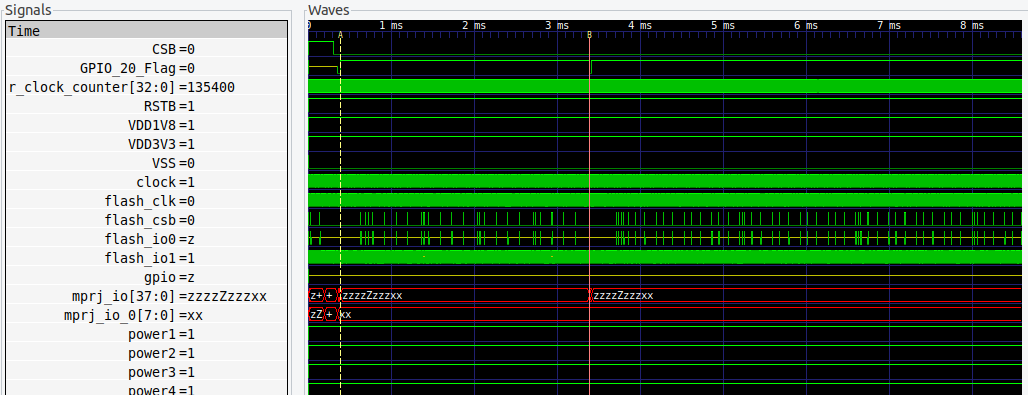 Signals
Waves
Time
0 1 ms 2 ms 3 ms 4 ms 5 ms 6 ms 7 ms 8 ms
A B
CSB=0
GPIO_20_Flag=0
r_clock_counter[32:0]=135400
RSTB=1
VDD1V8=1
VDD3V3=1
VSS=0
clock=1
flash_clk=0
flash_csb=0
flash_io0=z
flash_io1=1
gpio=z
mprj_io[37:0]=zzzzZzzzxx z+ + zzzzZzzzxx zzzzZzzzxx
mprj_io_0[7:0]=xx zZ + xx
power1=1
power2=1
power3=1
power4=1